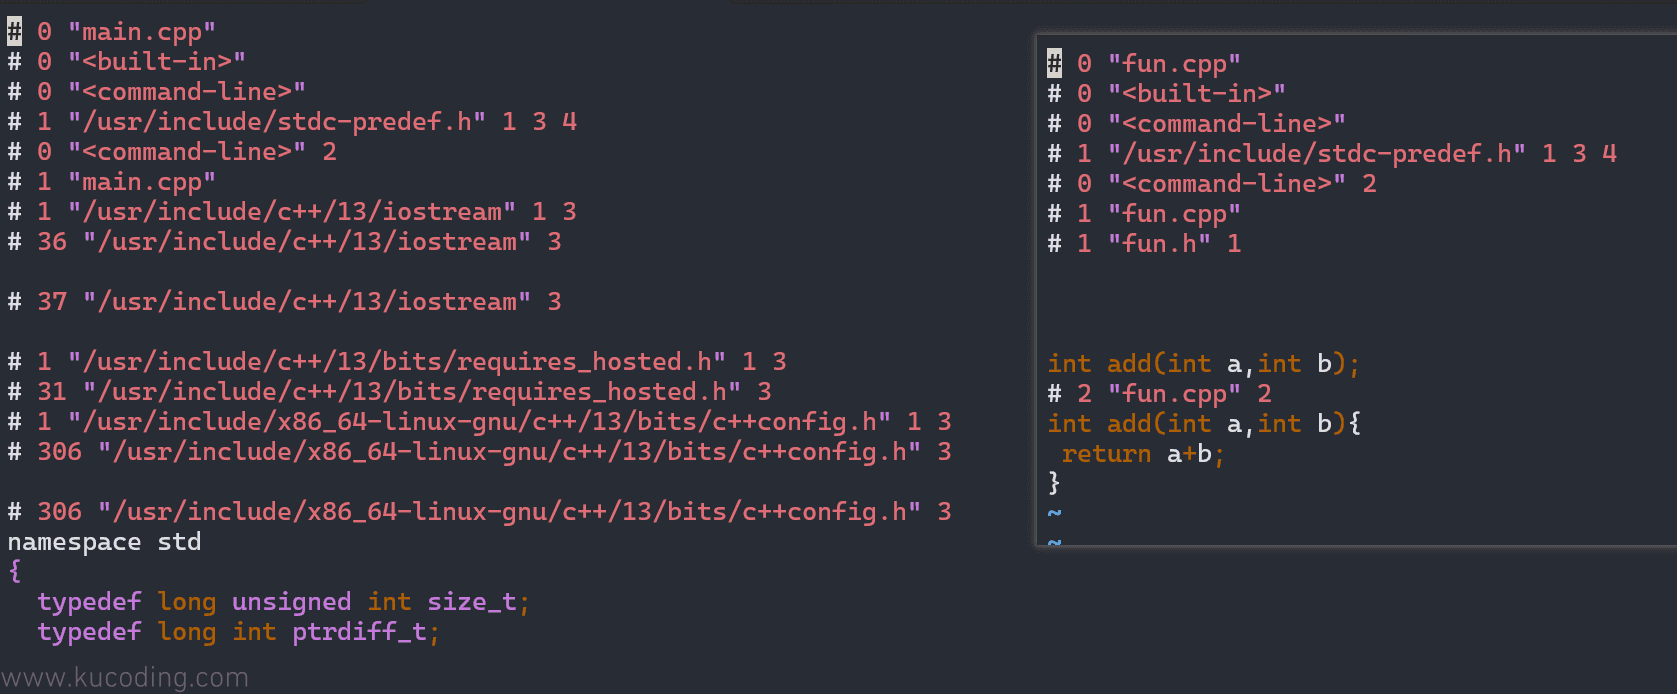 # 0 "main.cpp"
# 0 "<built-in>"
# 0 "<command-line>"
# 1 "/usr/include/stdc-predef.h" 1 3 4
# 0 "<command-line>" 2
# 1 "main.cpp"
# 1 "/usr/include/c++/13/iostream" 1 3
# 36 "/usr/include/c++/13/iostream" 3
# 37 "/usr/include/c++/13/iostream" 3
# 1 "/usr/include/c++/13/bits/requires_hosted.h" 1 3
# 31 "/usr/include/c++/13/bits/requires_hosted.h" 3
# 1 "/usr/include/x86_64-linux-gnu/c++/13/bits/c++config.h" 1 3
# 306 "/usr/include/x86_64-linux-gnu/c++/13/bits/c++config.h" 3
# 306 "/usr/include/x86_64-linux-gnu/c++/13/bits/c++config.h" 3
namespace std
{
  typedef long unsigned int size_t;
  typedef long int ptrdiff_t;
# 0 "fun.cpp"
# 0 "<built-in>"
# 0 "<command-line>"
# 1 "/usr/include/stdc-predef.h" 1 3 4
# 0 "<command-line>" 2
# 1 "fun.cpp"
# 1 "fun.h" 1
int add(int a,int b);
# 2 "fun.cpp" 2
int add(int a,int b){
 return a+b;
}
~
~
www.kucoding.com